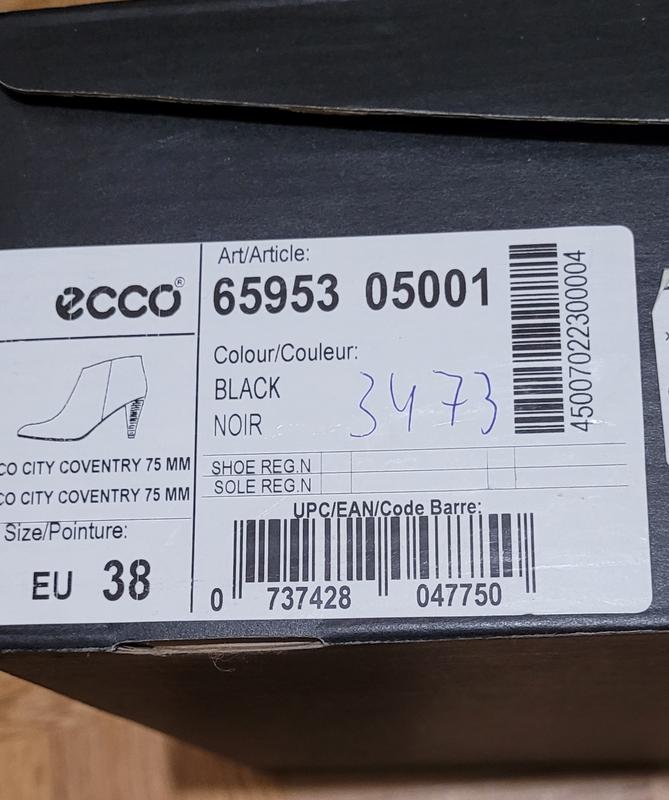 ecco®
CO CITY COVENTRY 75 MM
CO CITY COVENTRY 75 MM
Size/Pointure:
EU 38
Art/Article:
65953 05001
Colour/Couleur:
BLACK
NOIR
3473
SHOE REG.N
SOLE REG.N
UPC/EAN/Code Barre:
0 737428 047750
45007022300004